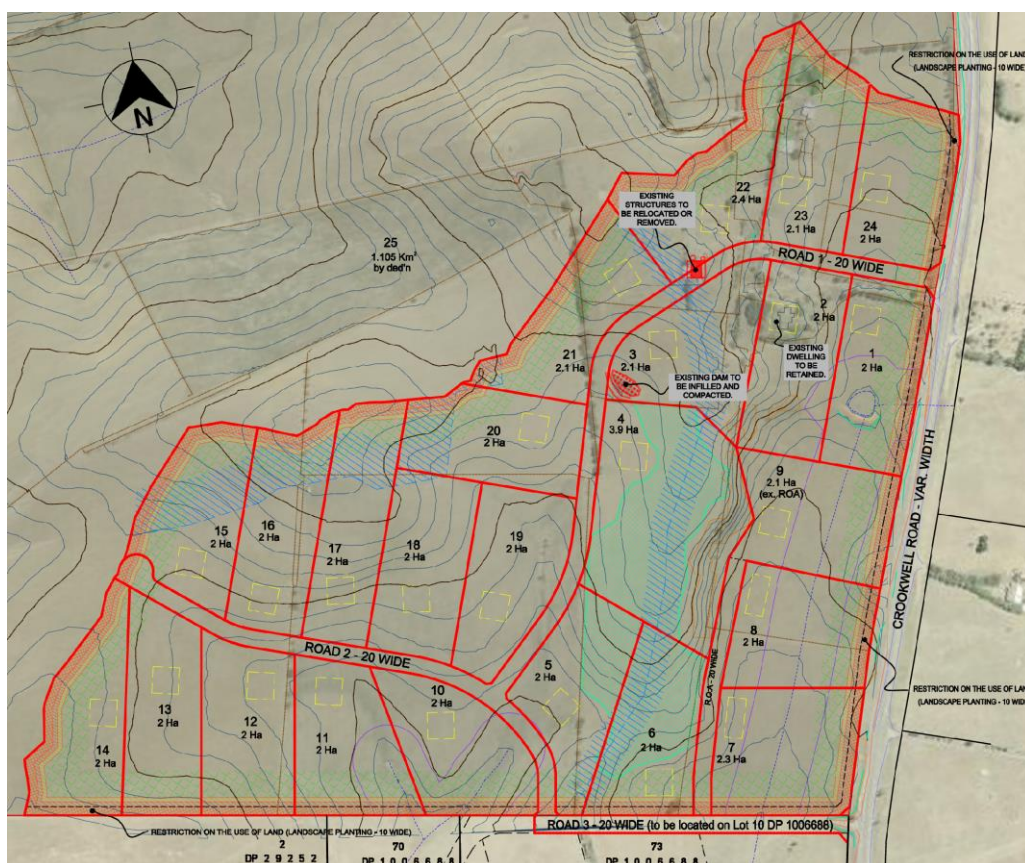 RESTRICTION ON THE USE OF LAND
(LANDSCAPE PLANTING - 10 WIDE)
N
EXISTING
STRUCTURES TO
BE RELOCATED OR
REMOVED.
22
2.4 Ha
23
2.1 Ha
24
2 Ha
25
1.105 Km²
by ded'n
ROAD 1 - 20 WIDE
2
2 Ha
1
2 Ha
EXISTING
DWELLING
TO BE
RETAINED.
21
2.1 Ha
3
2.1 Ha
EXISTING DAM TO
BE INFILLED AND
COMPACTED.
20
2 Ha
4
3.9 Ha
9
2.1 Ha
(ex. ROA)
CROOKWELL ROAD - VAR. WIDTH
15
2 Ha
16
2 Ha
17
2 Ha
18
2 Ha
19
2 Ha
8
2 Ha
ROAD 2 - 20 WIDE
R.O.A - 20 WIDE
5
2 Ha
10
2 Ha
13
2 Ha
12
2 Ha
11
2 Ha
14
2 Ha
6
2 Ha
7
2.3 Ha
RESTRICTION ON THE USE OF LAN
(LANDSCAPE PLANTING - 10 WID
RESTRICTION ON THE USE OF LAND (LANDSCAPE PLANTING - 10 WIDE)
ROAD 3 - 20 WIDE (to be located on Lot 10 DP 1006688)
2
DP 29252
70
DP 1006688
73
DP 1006688